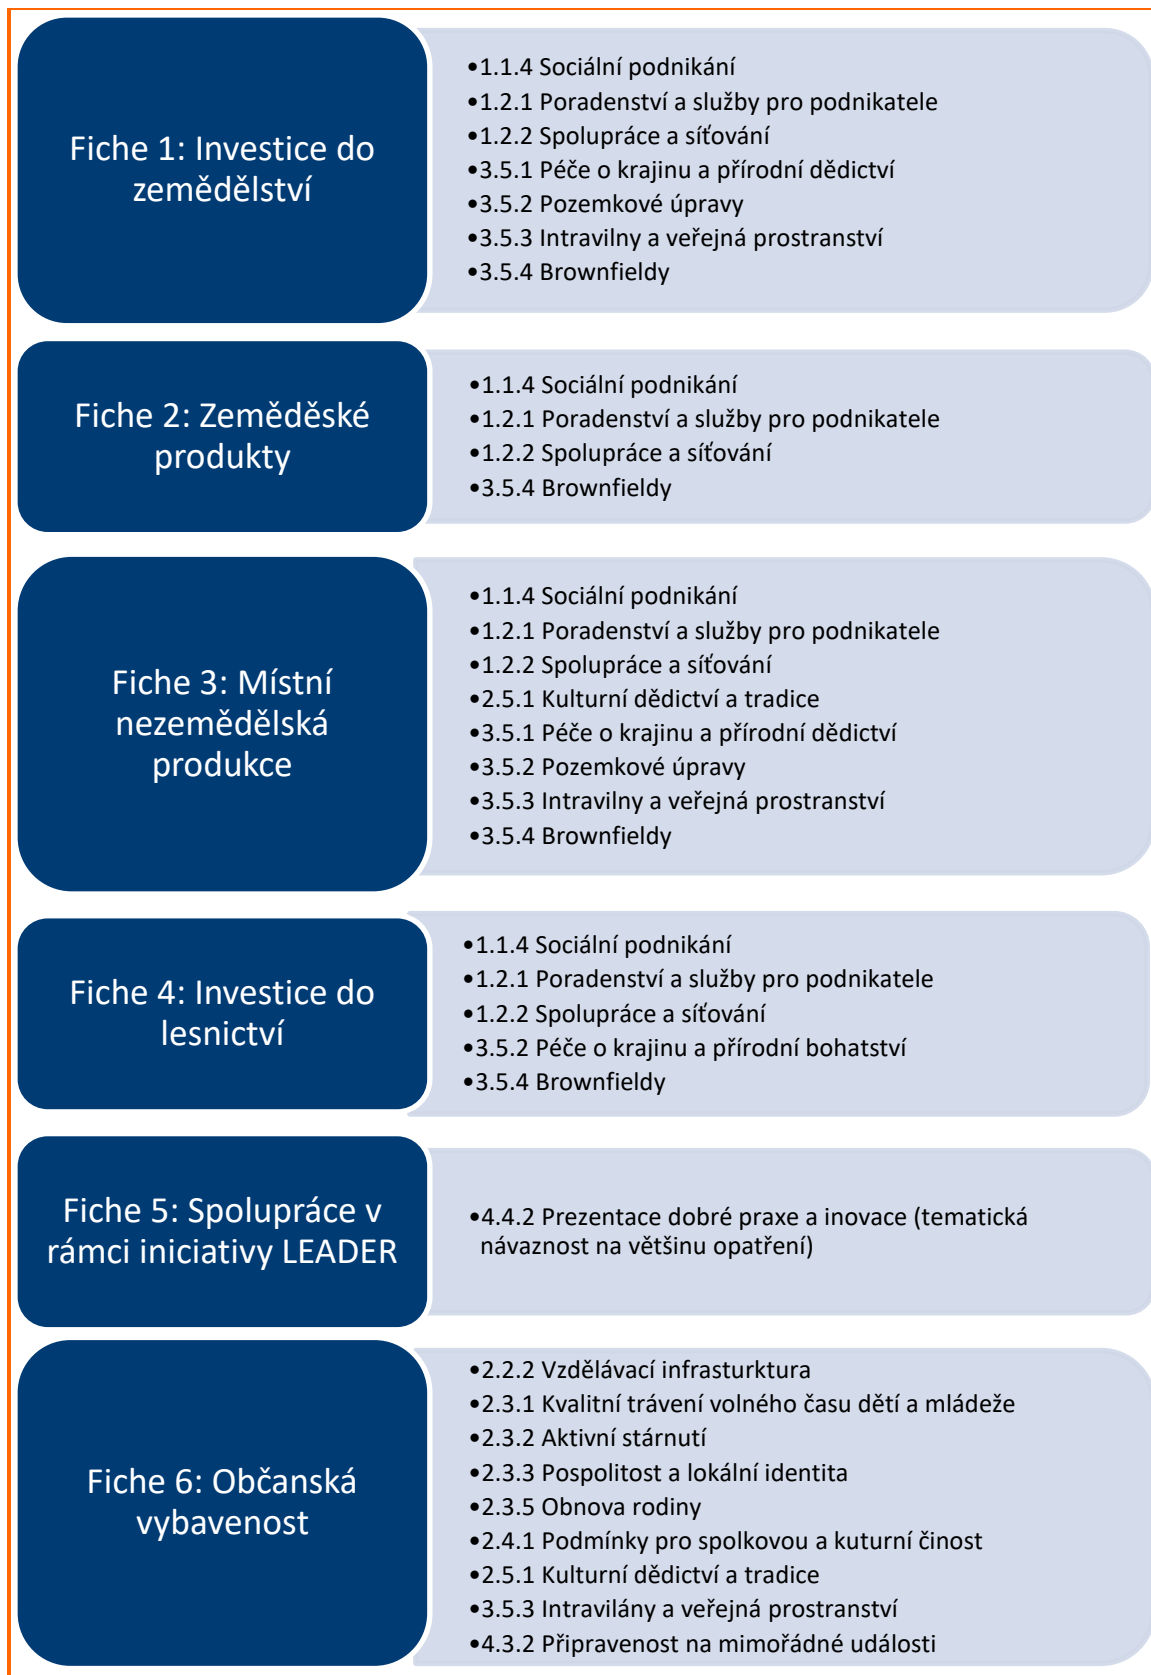 Fiche 1: Investice do
zemědělství
•1.1.4 Sociální podnikání
•1.2.1 Poradenství a služby pro podnikatele
•1.2.2 Spolupráce a síťování
•3.5.1 Péče o krajinu a přírodní dědictví
•3.5.2 Pozemkové úpravy
•3.5.3 Intravilny a veřejná prostranství
•3.5.4 Brownfieldy
Fiche 2: Zeměděské
produkty
•1.1.4 Sociální podnikání
•1.2.1 Poradenství a služby pro podnikatele
•1.2.2 Spolupráce a síťování
•3.5.4 Brownfieldy
Fiche 3: Místní
nezemědělská
produkce
•1.1.4 Sociální podnikání
•1.2.1 Poradenství a služby pro podnikatele
•1.2.2 Spolupráce a síťování
•2.5.1 Kulturní dědictví a tradice
•3.5.1 Péče o krajinu a přírodní dědictví
•3.5.2 Pozemkové úpravy
•3.5.3 Intravilny a veřejná prostranství
•3.5.4 Brownfieldy
Fiche 4: Investice do
lesnictví
•1.1.4 Sociální podnikání
•1.2.1 Poradenství a služby pro podnikatele
•1.2.2 Spolupráce a síťování
•3.5.2 Péče o krajinu a přírodní bohatství
•3.5.4 Brownfieldy
Fiche 5: Spolupráce v
rámci iniciativy LEADER
•4.4.2 Prezentace dobré praxe a inovace (tematická
návaznost na většinu opatření)
Fiche 6: Občanská
vybavenost
•2.2.2 Vzdělávací infrasturktura
•2.3.1 Kvalitní trávení volného času dětí a mládeže
•2.3.2 Aktivní stárnutí
•2.3.3 Pospolitost a lokální identita
•2.3.5 Obnova rodiny
•2.4.1 Podmínky pro spolkovou a kuturní činost
•2.5.1 Kulturní dědictví a tradice
•3.5.3 Intravilány a veřejná prostranství
•4.3.2 Připravenost na mimořádné události